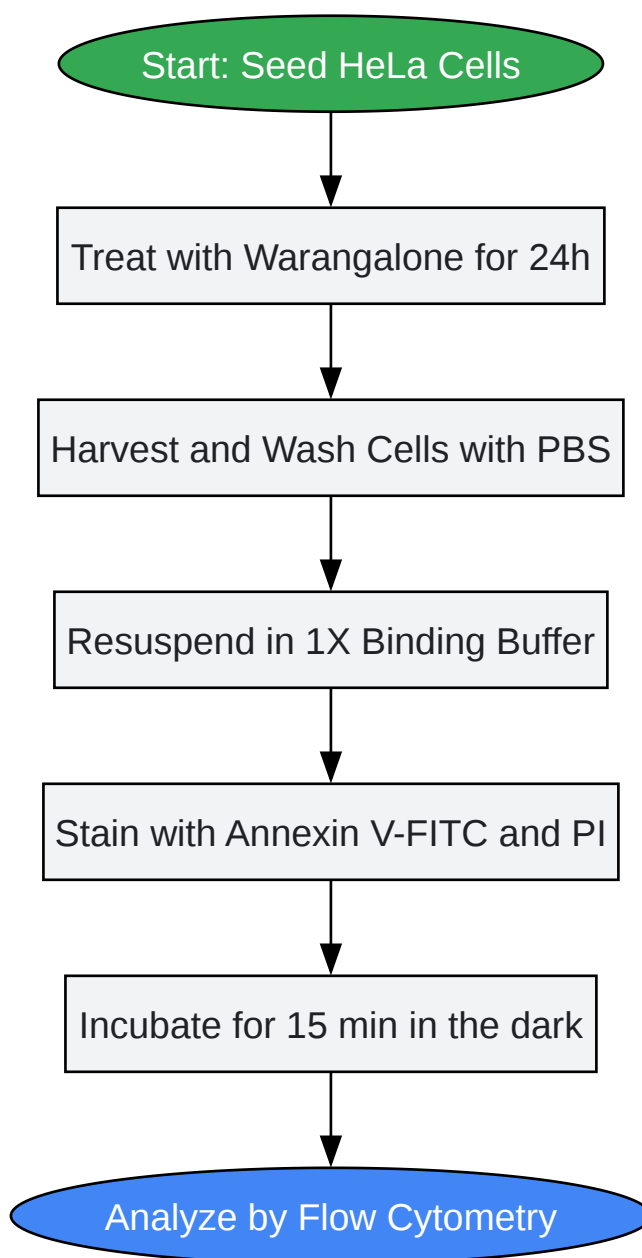 Start: Seed HeLa Cells
Treat with Warangalone for 24h
Harvest and Wash Cells with PBS
Resuspend in 1X Binding Buffer
Stain with Annexin V-FITC and PI
Incubate for 15 min in the dark
Analyze by Flow Cytometry